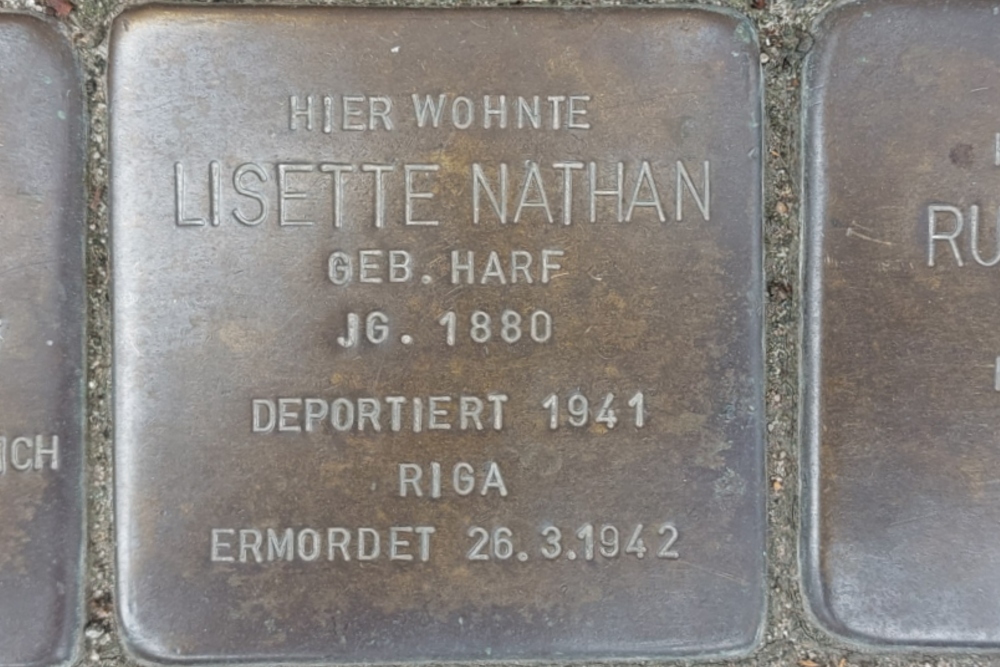 HIER WOHNTE
LISETTE NATHAN
GEB. HARF
JG. 1880
DEPORTIERT 1941
RIGA
ERMORDET 26.3.1942